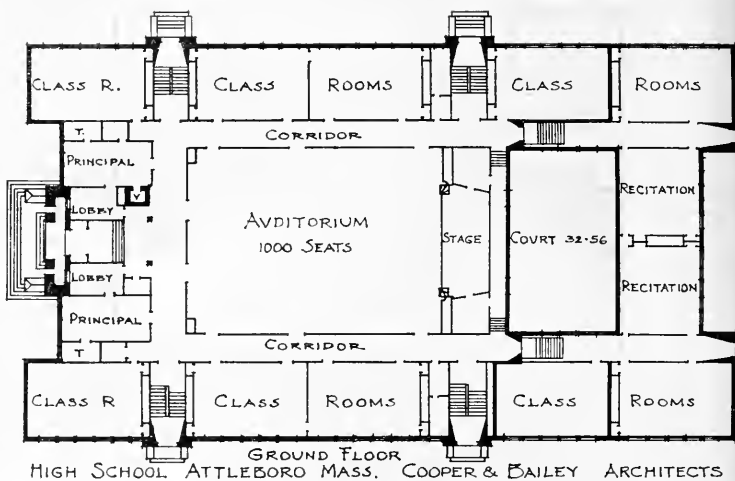 CLASS R. CLASS ROOMS CLASS ROOMS
T.
CORRIDOR
PRINCIPAL
RECITATION
V
LOBBY
AVDITORIUM
1000 SEATS
STAGE
COURT 32·56
LOBBY
RECITATION
PRINCIPAL
CORRIDOR
T
CLASS R CLASS ROOMS CLASS ROOMS
GROUND FLOOR
HIGH SCHOOL ATTLEBORO MASS. COOPER & BAILEY ARCHITECTS